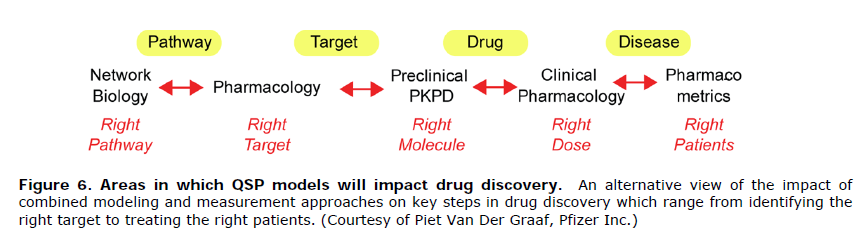 Pathway Target Drug Disease
Network Biology Pharmacology Preclinical PKPD Clinical Pharmacology Pharmaco metrics
Right Pathway Right Target Right Molecule Right Dose Right Patients
Figure 6. Areas in which QSP models will impact drug discovery. An alternative view of the impact of
combined modeling and measurement approaches on key steps in drug discovery which range from identifying the
right target to treating the right patients. (Courtesy of Piet Van Der Graaf, Pfizer Inc.)